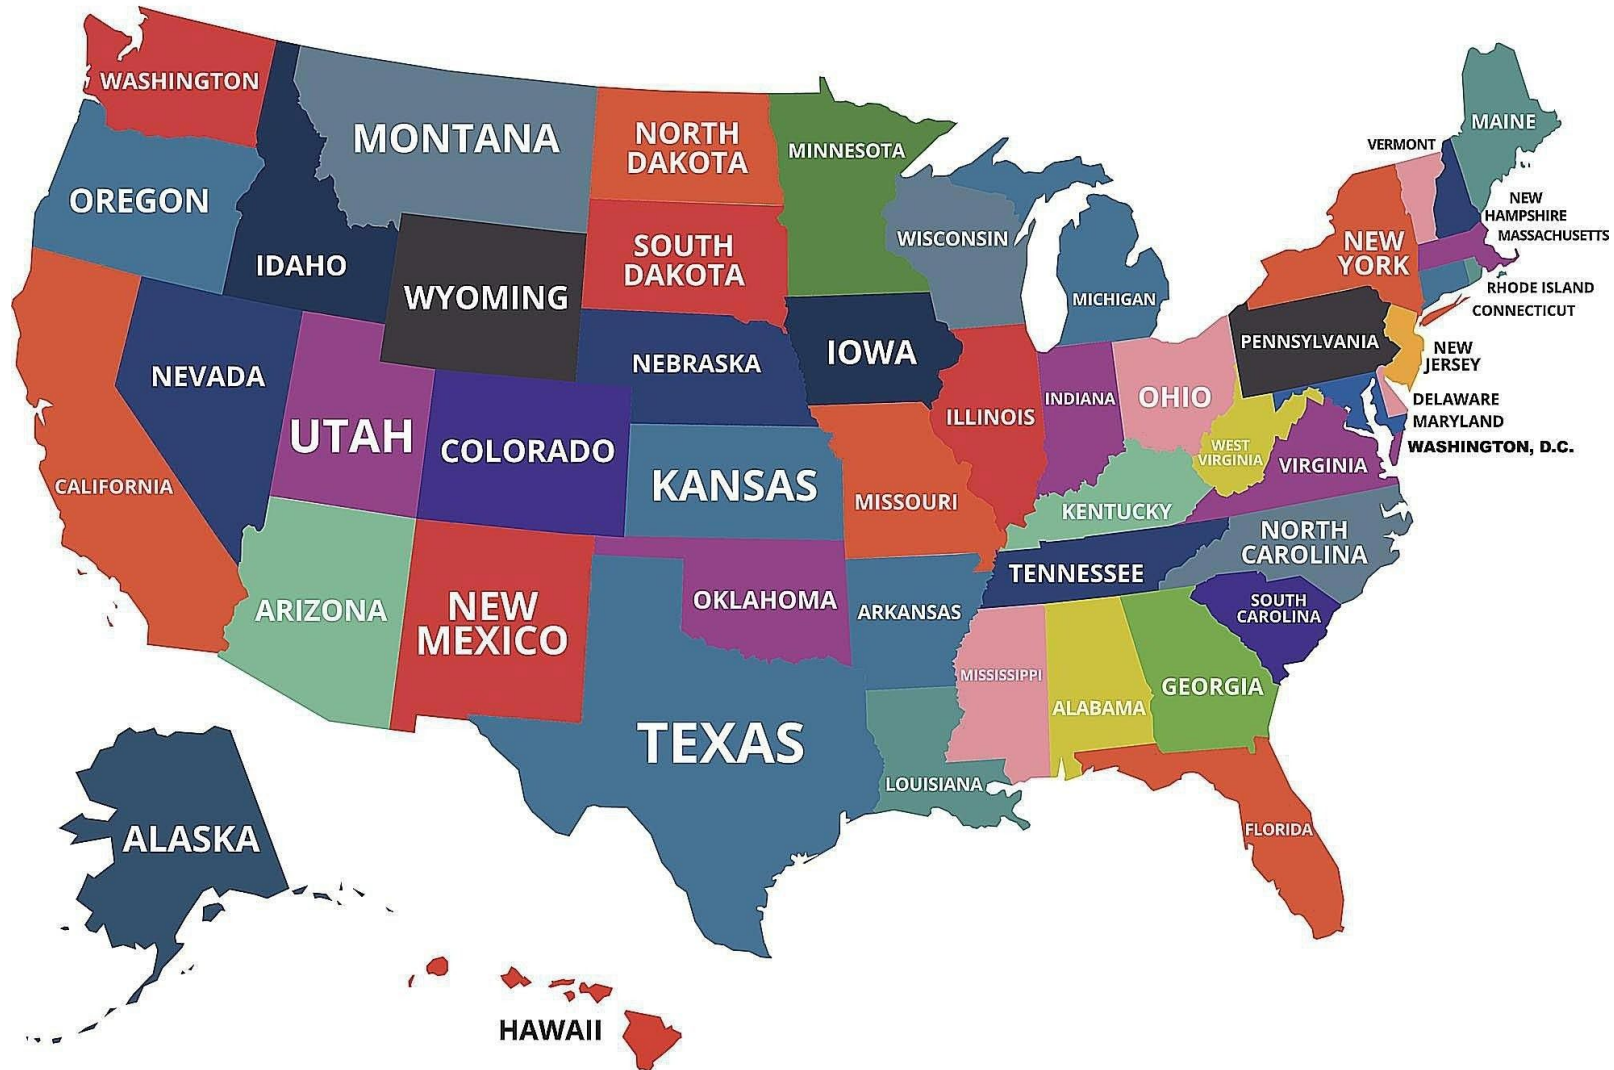 WASHINGTON
MONTANA
NORTH
DAKOTA
MINNESOTA
MAINE
VERMONT
OREGON
IDAHO
WYOMING
SOUTH
DAKOTA
WISCONSIN
MICHIGAN
NEW
YORK
NEW
HAMPSHIRE
MASSACHUSETTS
RHODE ISLAND
CONNECTICUT
NEVADA
UTAH
COLORADO
NEBRASKA
IOWA
ILLINOIS
INDIANA
OHIO
PENNSYLVANIA
NEW
JERSEY
DELAWARE
MARYLAND
WASHINGTON, D.C.
CALIFORNIA
KANSAS
MISSOURI
KENTUCKY
WEST
VIRGINIA
VIRGINIA
ARIZONA
NEW
MEXICO
OKLAHOMA
ARKANSAS
TENNESSEE
NORTH
CAROLINA
SOUTH
CAROLINA
TEXAS
LOUISIANA
MISSISSIPPI
ALABAMA
GEORGIA
FLORIDA
ALASKA
HAWAII